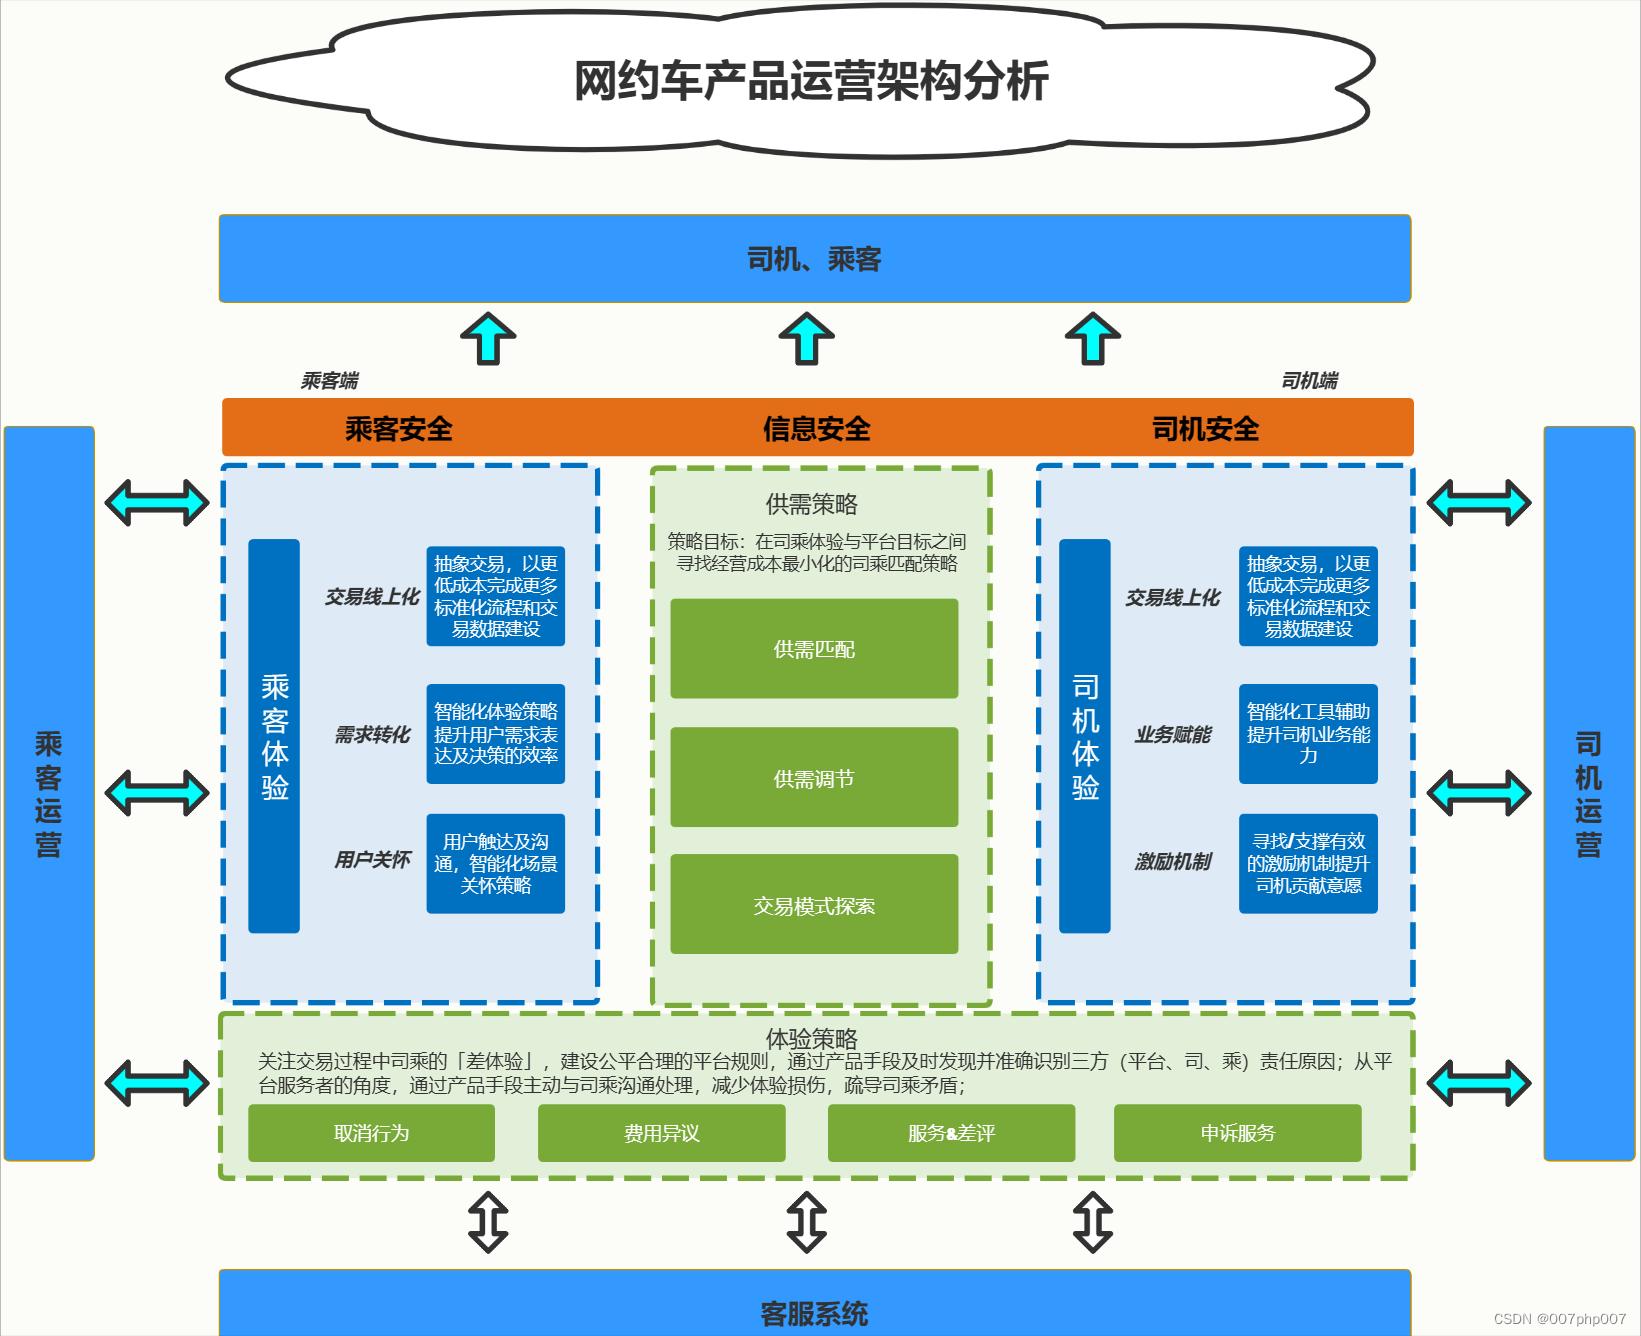 网约车产品运营架构分析
司机、乘客
乘客端
司机端
乘客安全
信息安全
司机安全
乘客运营
乘客体验
交易线上化
抽象交易，以更
低成本完成更多
标准化流程和交
易数据建设
需求转化
智能化体验策略
提升用户需求表
达及决策的效率
用户关怀
用户触达及沟
通，智能化场景
关怀策略
供需策略
策略目标：在司乘体验与平台目标之间
寻找经营成本最小化的司乘匹配策略
供需匹配
供需调节
交易模式探索
司机体验
交易线上化
抽象交易，以更
低成本完成更多
标准化流程和交
易数据建设
业务赋能
智能化工具辅助
提升司机业务能
力
激励机制
寻找/支撑有效
的激励机制提升
司机贡献意愿
司机运营
体验策略
关注交易过程中司乘的「差体验」，建设公平合理的平台规则，通过产品手段及时发现并准确识别三方（平台、司、乘）责任原因；从平
台服务者的角度，通过产品手段主动与司乘沟通处理，减少体验损伤，疏导司乘矛盾；
取消行为
费用异议
服务&差评
申诉服务
客服系统
CSDN @007php007